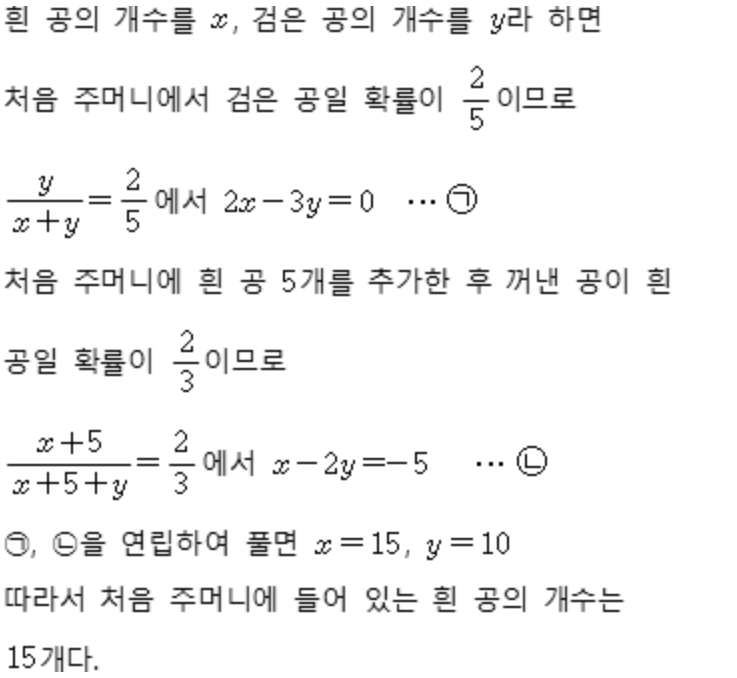 흰 공의 개수를 x, 검은 공의 개수를 y라 하면
처음 주머니에서 검은 공일 확률이 2/5 이므로
y/(x+y) = 2/5 에서 2x-3y=0 ⋯ ㉠
처음 주머니에 흰 공 5개를 추가한 후 꺼낸 공이 흰
공일 확률이 2/3 이므로
(x+5)/(x+5+y) = 2/3 에서 x-2y=-5 ⋯ ㉡
㉠, ㉡을 연립하여 풀면 x=15, y=10
따라서 처음 주머니에 들어 있는 흰 공의 개수는
15개다.